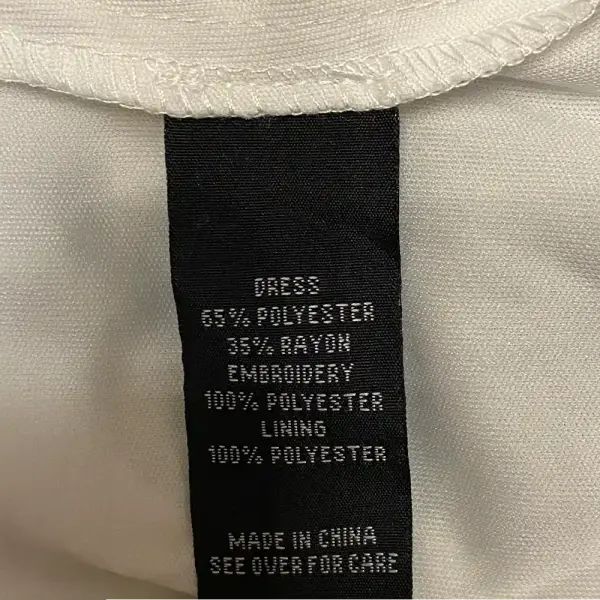 DRESS
65% POLYESTER
35% RAYON
EMBROIDERY
100% POLYESTER
LINING
100% POLYESTER
MADE IN CHINA
SEE OVER FOR CARE